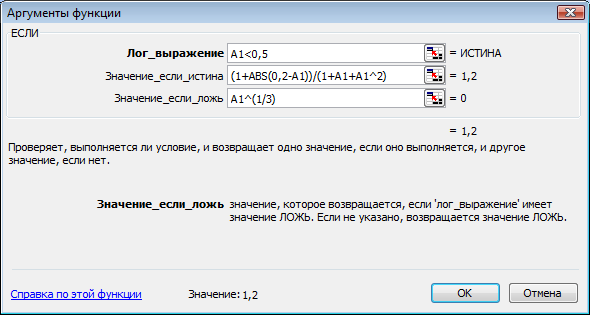 Аргументы функции
ЕСЛИ
Лог_выражение A1<0,5 = ИСТИНА
Значение_если_истина (1+ABS(0,2-A1))/(1+A1+A1^2) = 1,2
Значение_если_ложь A1^(1/3) = 0
= 1,2
Проверяет, выполняется ли условие, и возвращает одно значение, если оно выполняется, и другое
значение, если нет.
Значение_если_ложь значение, которое возвращается, если 'лог_выражение' имеет
значение ЛОЖЬ. Если не указано, возвращается значение ЛОЖЬ.
Справка по этой функции Значение: 1,2 ОК Отмена